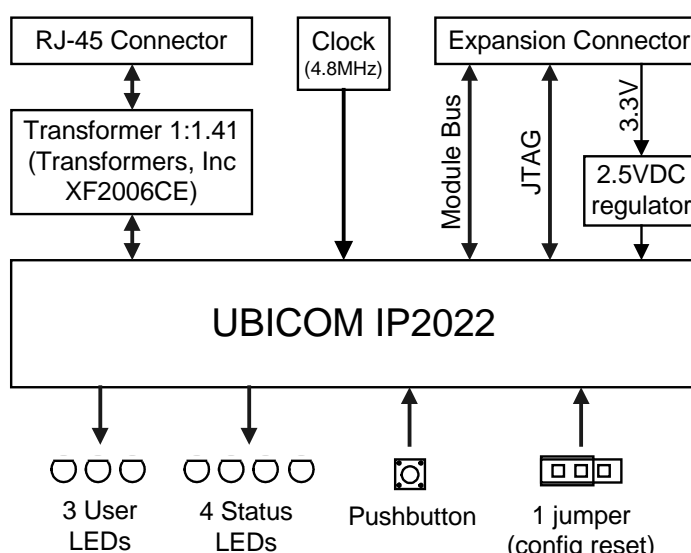 RJ-45 Connector
Clock
(4.8MHz)
Expansion Connector
Transformer 1:1.41
(Transformers, Inc
XF2006CE)
Module Bus
JTAG
3.3V
2.5VDC
regulator
UBICOM IP2022
3 User
LEDs
4 Status
LEDs
Pushbutton
1 jumper
(config reset)